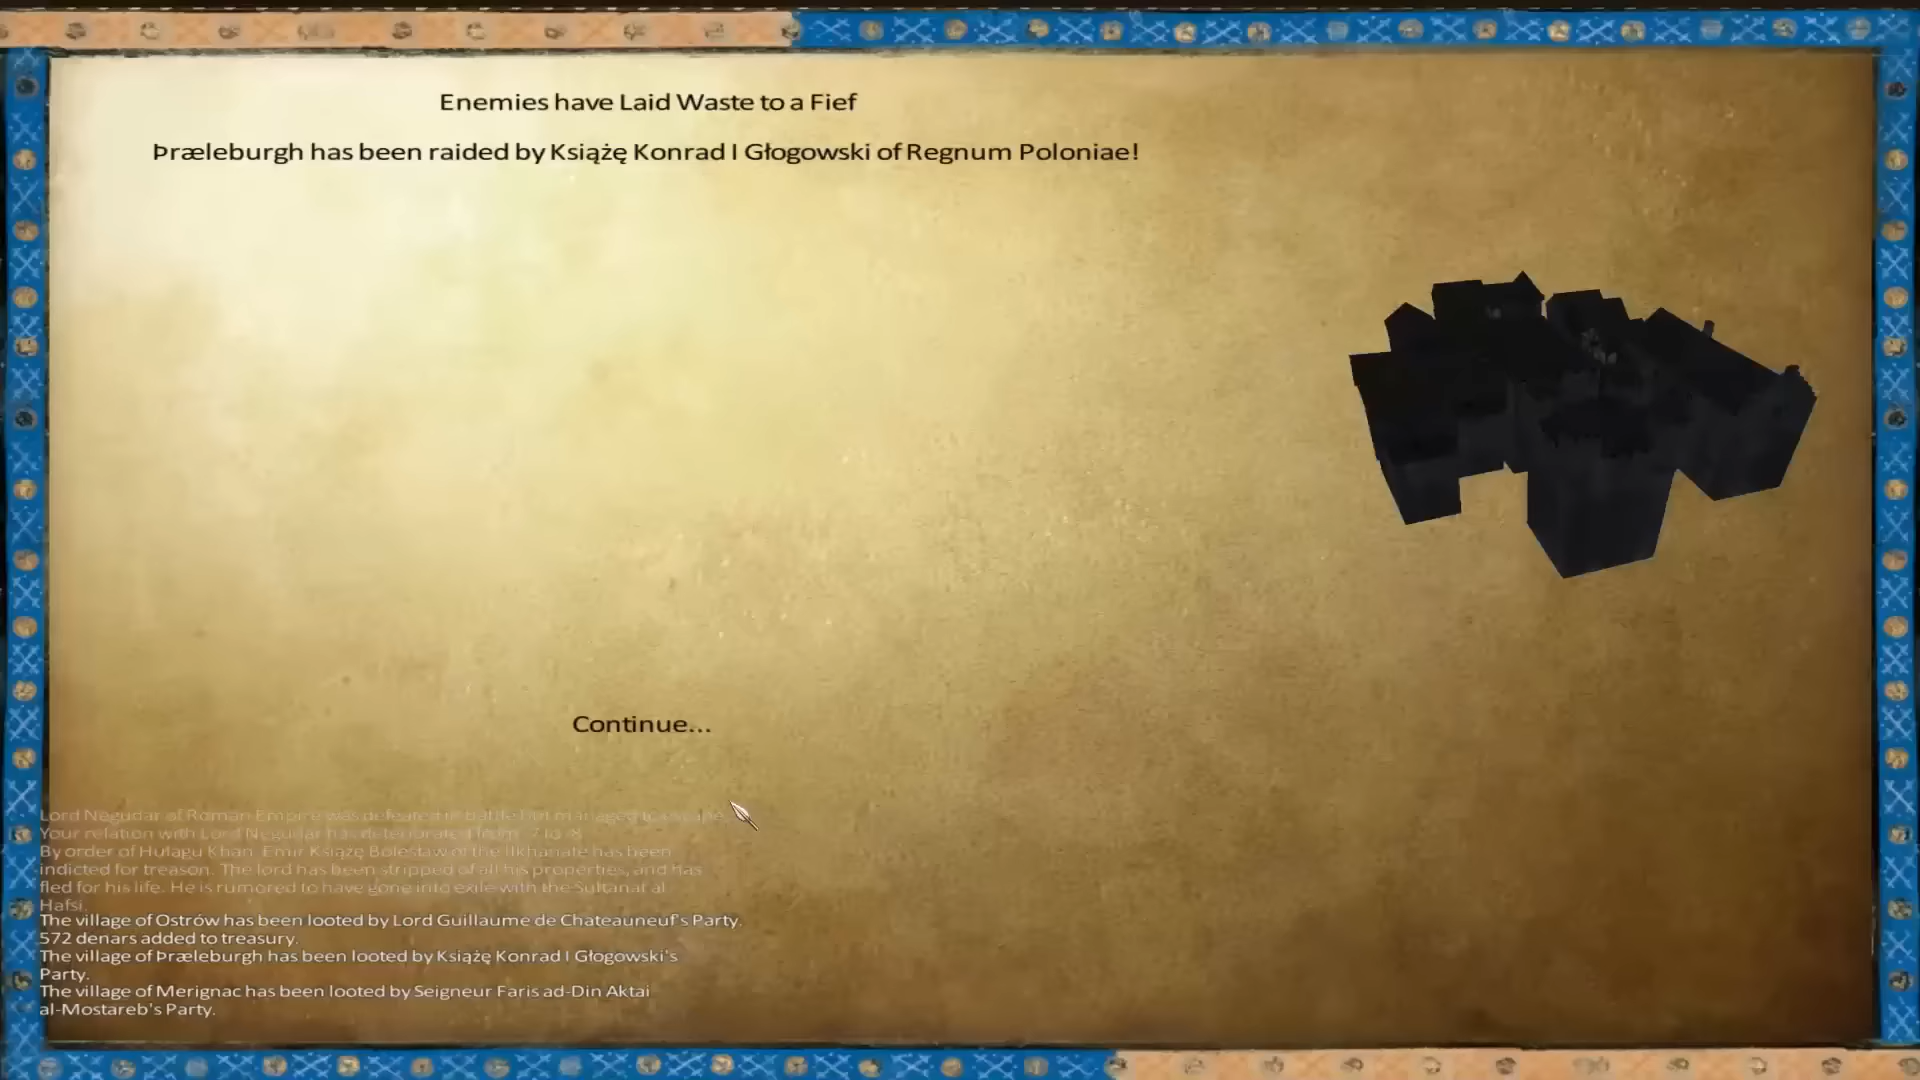 Enemies have Laid Waste to a Fief
Þræleburgh has been raided by Książę Konrad I Głogowski of Regnum Poloniae!
Continue...
Lord Negudar of Roman Empire was defeated in battle but managed to escape.
Your relation with Lord Negudar has deteriorated from
By order of Hulagu Khan, Emir Książę Bolesław of the Ilkhanate has been
indicted for treason. The lord has been stripped of all his properties, and has
fled for his life. He is rumored to have gone into exile with the Sultanat al
Hafsi.
The village of Ostrów has been looted by Lord Guillaume de Chateauneuf's Party.
572 denars added to treasury.
The village of Þræleburgh has been looted by Książę Konrad I Głogowski's
Party.
The village of Merignac has been looted by Seigneur Faris ad-Din Aktai
al-Mostareb's Party.